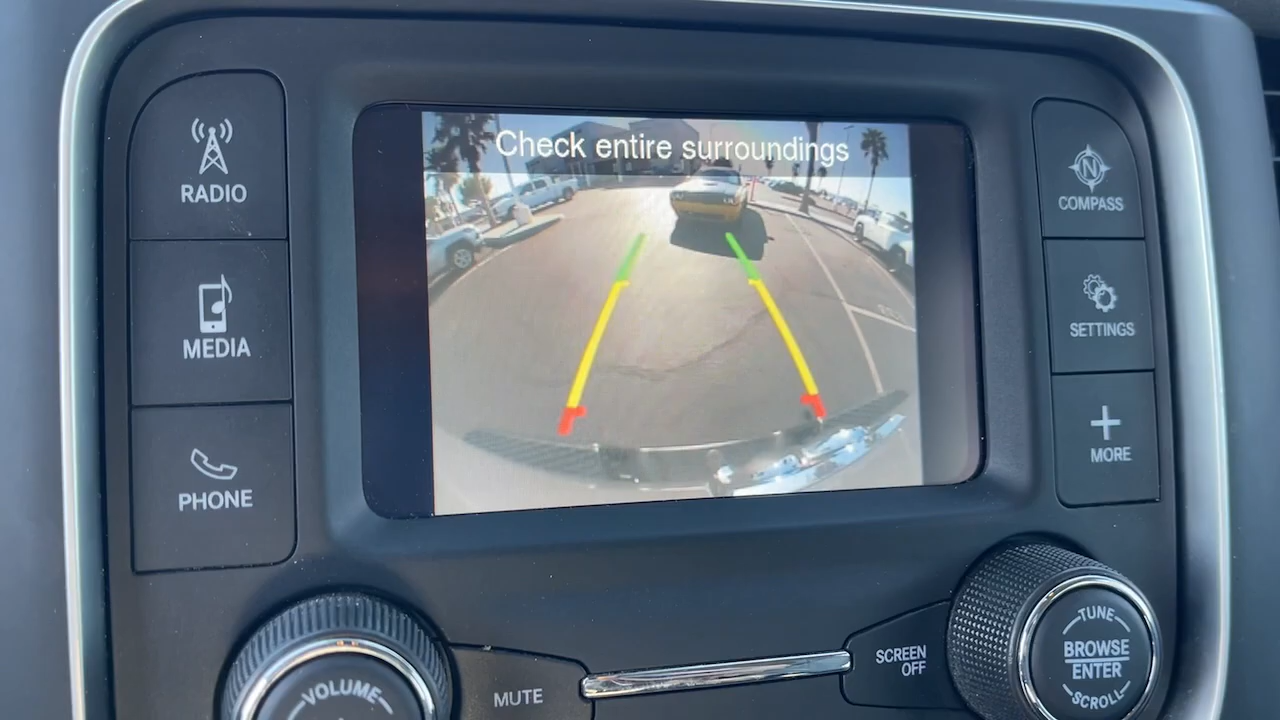 Check entire surroundings
RADIO
MEDIA
PHONE
N
COMPASS
SETTINGS
MORE
VOLUME
MUTE
SCREEN
OFF
TUNE
BROWSE
ENTER
SCROLL